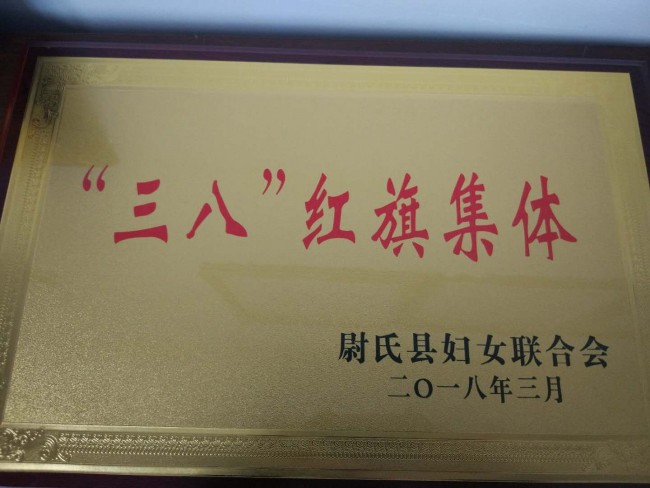 “三八”红旗集体
尉氏县妇女联合会
二〇一八年三月